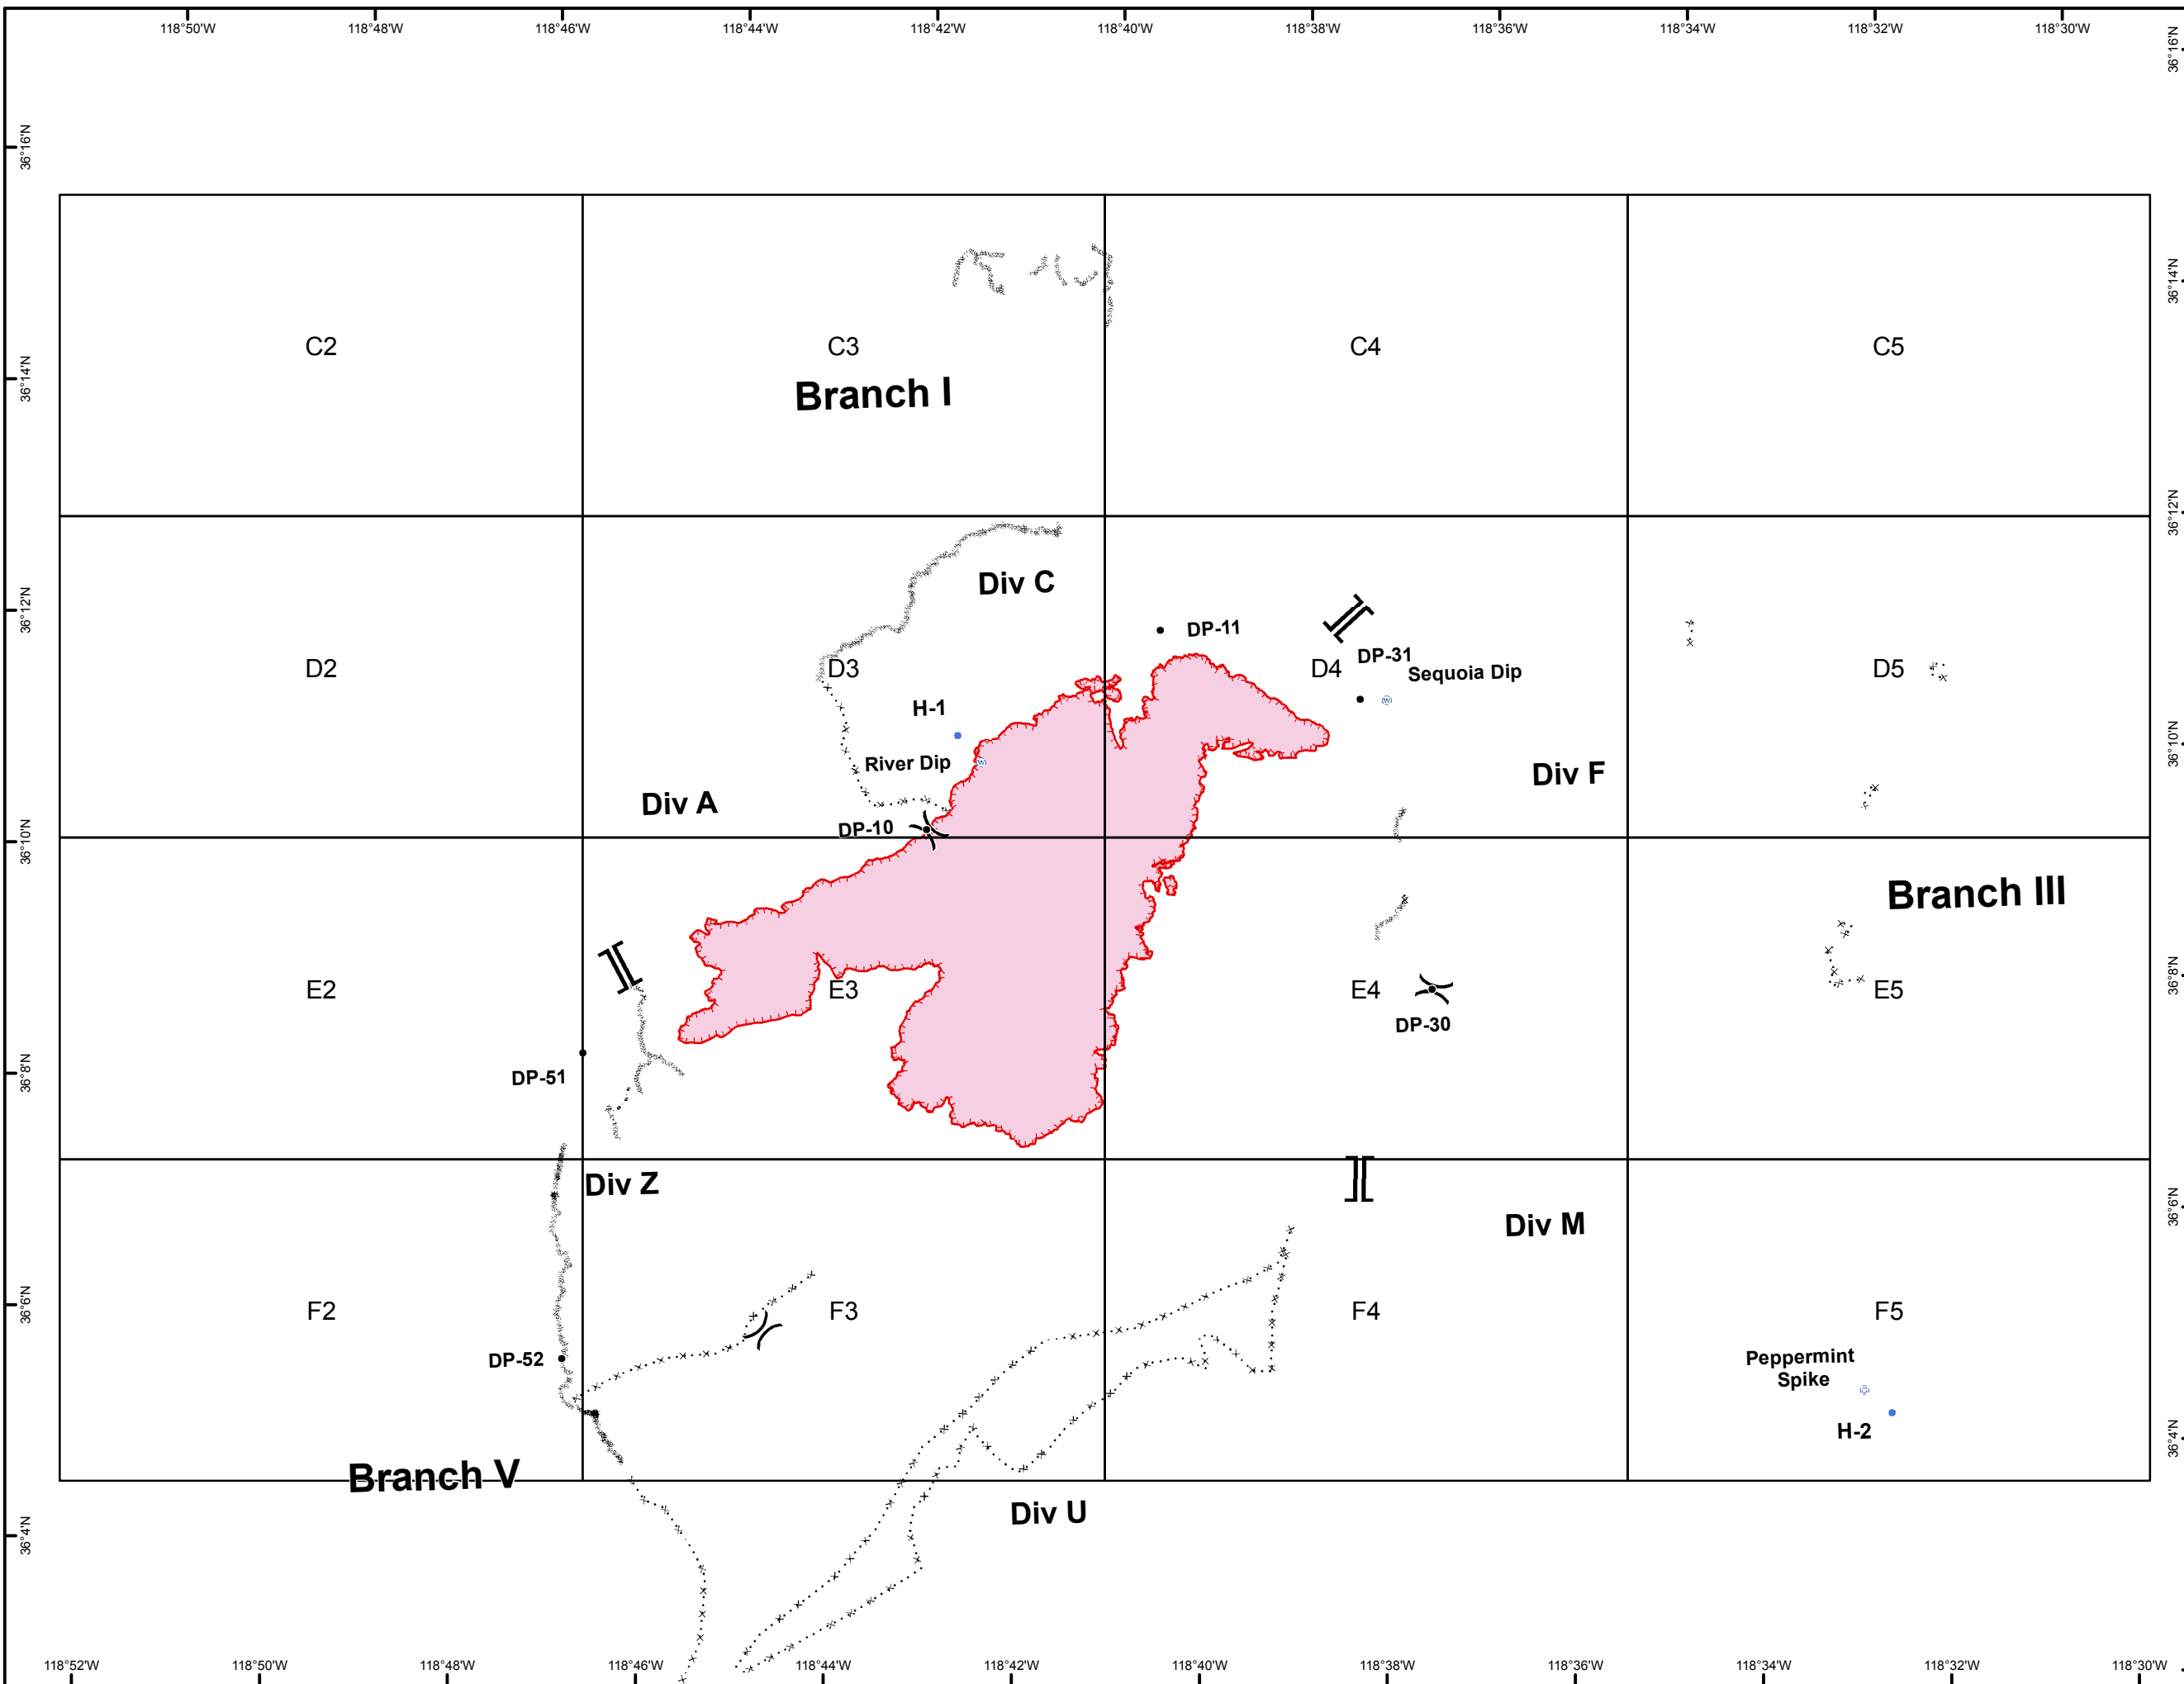 118°50'W 118°48'W 118°46'W 118°44'W 118°42'W 118°40'W 118°38'W 118°36'W 118°34'W 118°32'W 118°30'W
36°16'N
36°16'N
36°14'N
C2 C3 C4 C5
36°14'N
Branch I
36°12'N
Div C
36°12'N
DP-11
DP-31
D2 D3 D4 D5
Sequoia Dip
H-1
36°10'N
River Dip
Div F
Div A
DP-10
36°10'N
Branch III
36°8'N
E2 E3 E4 E5
DP-30
36°8'N
DP-51
Div Z
36°6'N
Div M
36°6'N
F2 F3 F4 F5
DP-52
Peppermint
Spike
H-2
36°4'N
Branch V
Div U
36°4'N
118°52'W 118°50'W 118°48'W 118°46'W 118°44'W 118°42'W 118°40'W 118°38'W 118°36'W 118°34'W 118°32'W 118°30'W